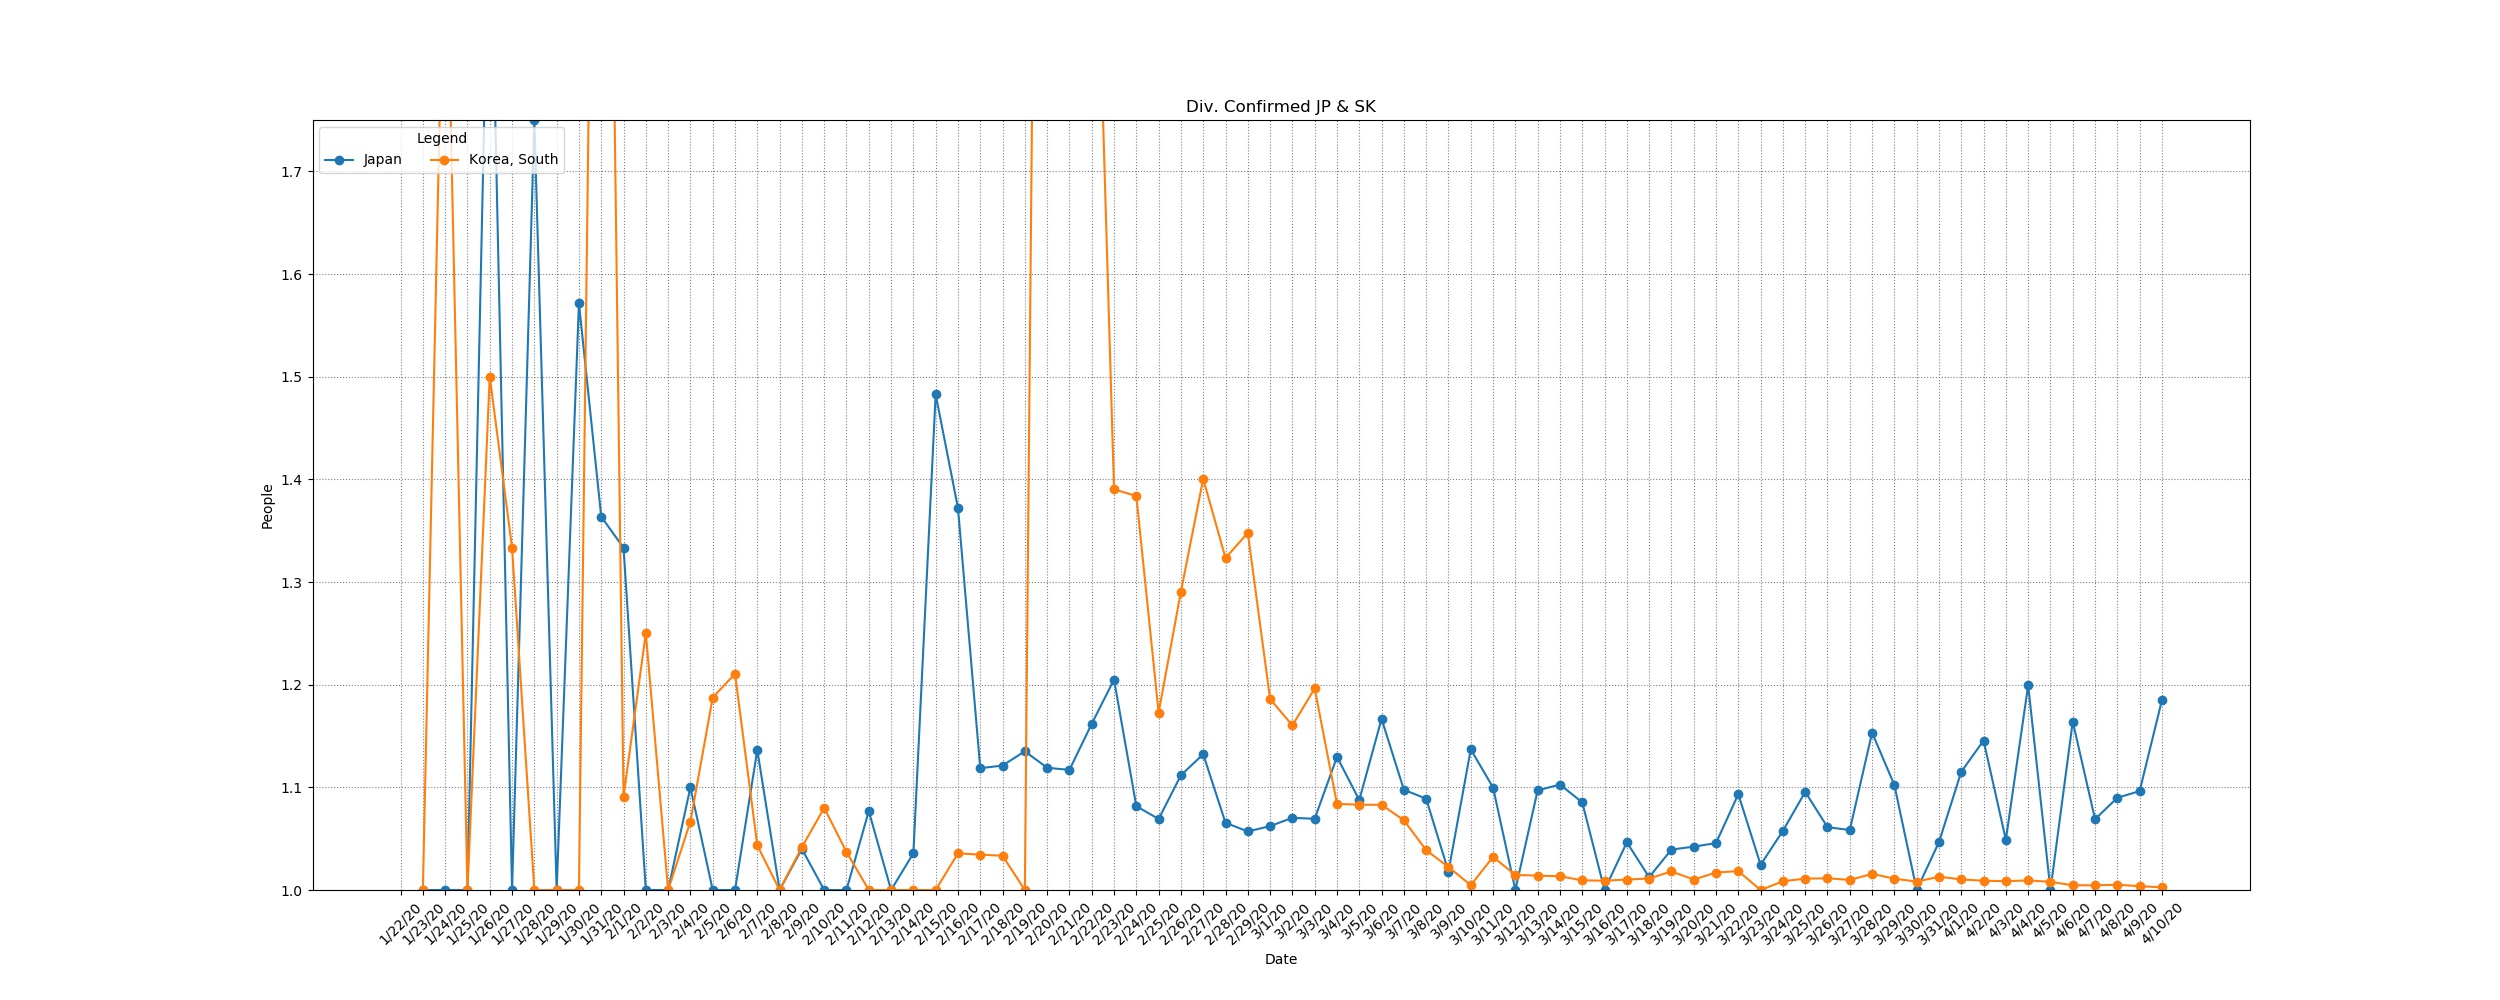 Div. Confirmed JP & SK
Legend
Japan Korea, South
1.7
1.6
1.5
1.4
1.3
1.2
1.1
1.0
People
1/22/20 1/23/20 1/24/20 1/25/20 1/26/20 1/27/20 1/28/20 1/29/20 1/30/20 1/31/20 2/1/20 2/2/20 2/3/20 2/4/20 2/5/20 2/6/20 2/7/20 2/8/20 2/9/20 2/10/20 2/11/20 2/12/20 2/13/20 2/14/20 2/15/20 2/16/20 2/17/20 2/18/20 2/19/20 2/20/20 2/21/20 2/22/20 2/23/20 2/24/20 2/25/20 2/26/20 2/27/20 2/28/20 2/29/20 3/1/20 3/2/20 3/3/20 3/4/20 3/5/20 3/6/20 3/7/20 3/8/20 3/9/20 3/10/20 3/11/20 3/12/20 3/13/20 3/14/20 3/15/20 3/16/20 3/17/20 3/18/20 3/19/20 3/20/20 3/21/20 3/22/20 3/23/20 3/24/20 3/25/20 3/26/20 3/27/20 3/28/20 3/29/20 3/30/20 3/31/20 4/1/20 4/2/20 4/3/20 4/4/20 4/5/20 4/6/20 4/7/20 4/8/20 4/9/20 4/10/20
Date